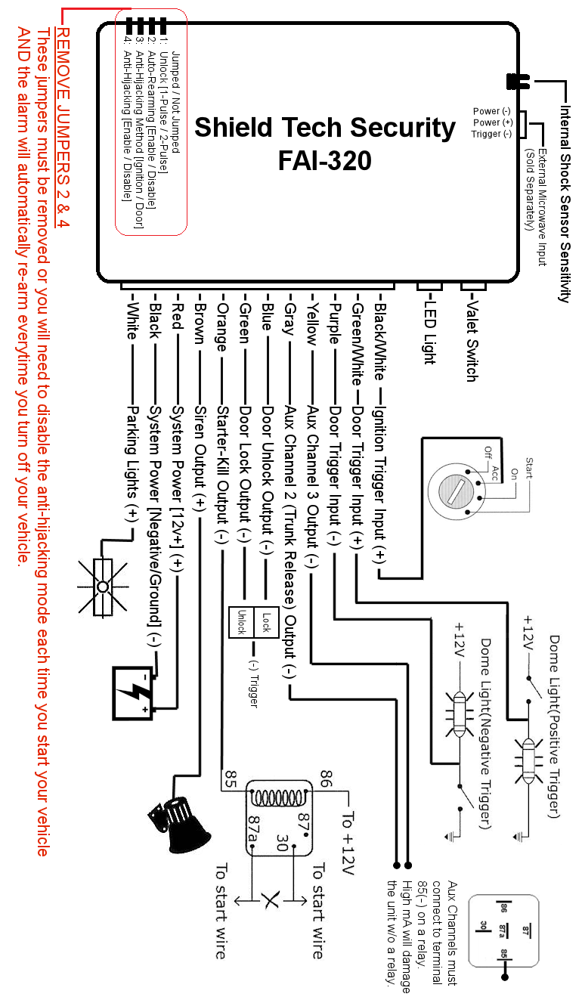 REMOVE JUMPERS 2 & 4
These jumpers must be removed or you will need to disable the anti-hijacking mode each time you start your vehicle
AND the alarm will automatically re-arm everytime you turn off your vehicle.
Jumped / Not Jumped
1: Unlock [1-Pulse / 2-Pulse]
2: Auto-Rearming [Enable / Disable]
3: Anti-Hijacking Method [Ignition / Door]
4: Anti-Hijacking [Enable / Disable]
Shield Tech Security
FAI-320
Power (-)
Power (+)
Trigger (-)
Internal Shock Sensor Sensitivity
External Microwave Input
(Sold Separately)
Valet Switch
LED Light
Black/White
Ignition Trigger Input (+)
Green/White
Door Trigger Input (+)
Purple
Door Trigger Input (-)
Yellow
Aux Channel 3 Output (-)
Gray
Aux Channel 2 (Trunk Release) Output (-)
Blue
Door Unlock Output (-)
Green
Door Lock Output (-)
Orange
Starter-Kill Output (-)
Brown
Siren Output (+)
Red
System Power [12v+] (+)
Black
System Power [Negative/Ground] (-)
White
Parking Lights (+)
Off
Acc
On
Start
Lock
Unlock
(-) Trigger
- +
+12V
Dome Light(Positive Trigger)
+12V
Dome Light(Negative Trigger)
85
86
87
87a
30
To +12V
To start wire
To start wire
X
Aux Channels must
connect to terminal
85(-) on a relay.
High mA will damage
the unit w/o a relay.
86
87
87a
30
85